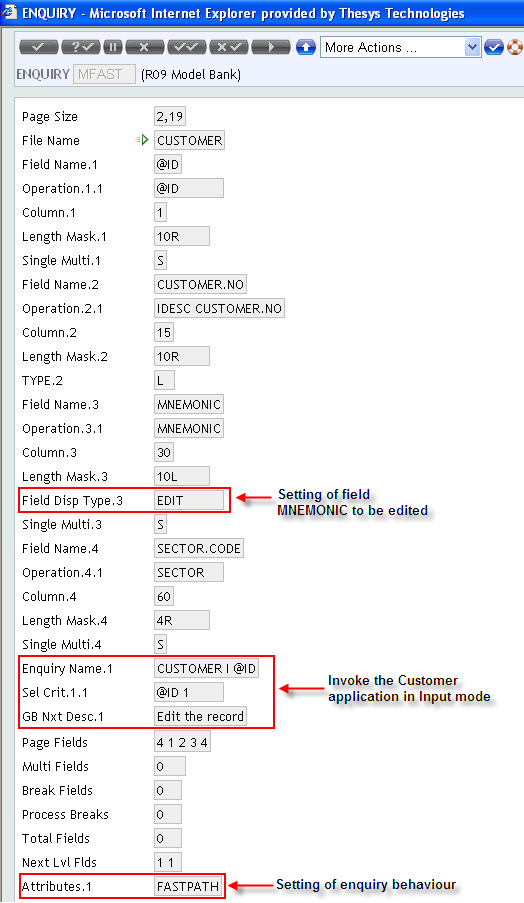 ENQUIRY - Microsoft Internet Explorer provided by Thesys Technologies
More Actions ...
ENQUIRY MFAST (R09 Model Bank)
Page Size 2,19
File Name CUSTOMER
Field Name.1 @ID
Operation.1.1 @ID
Column.1 1
Length Mask.1 10R
Single Multi.1 S
Field Name.2 CUSTOMER.NO
Operation.2.1 IDESC CUSTOMER.NO
Column.2 15
Length Mask.2 10R
TYPE.2 L
Field Name.3 MNEMONIC
Operation.3.1 MNEMONIC
Column.3 30
Length Mask.3 10L
Field Disp Type.3 EDIT
Setting of field
MNEMONIC to be edited
Single Multi.3 S
Field Name.4 SECTOR.CODE
Operation.4.1 SECTOR
Column.4 60
Length Mask.4 4R
Single Multi.4 S
Enquiry Name.1 CUSTOMER I @ID
Sel Crit.1.1 @ID 1
GB Nxt Desc.1 Edit the record
Invoke the Customer
application in Input mode
Page Fields 4 1 2 3 4
Multi Fields 0
Break Fields 0
Process Breaks 0
Total Fields 0
Next Lvl Flds 1 1
Attributes.1 FASTPATH
Setting of enquiry behaviour